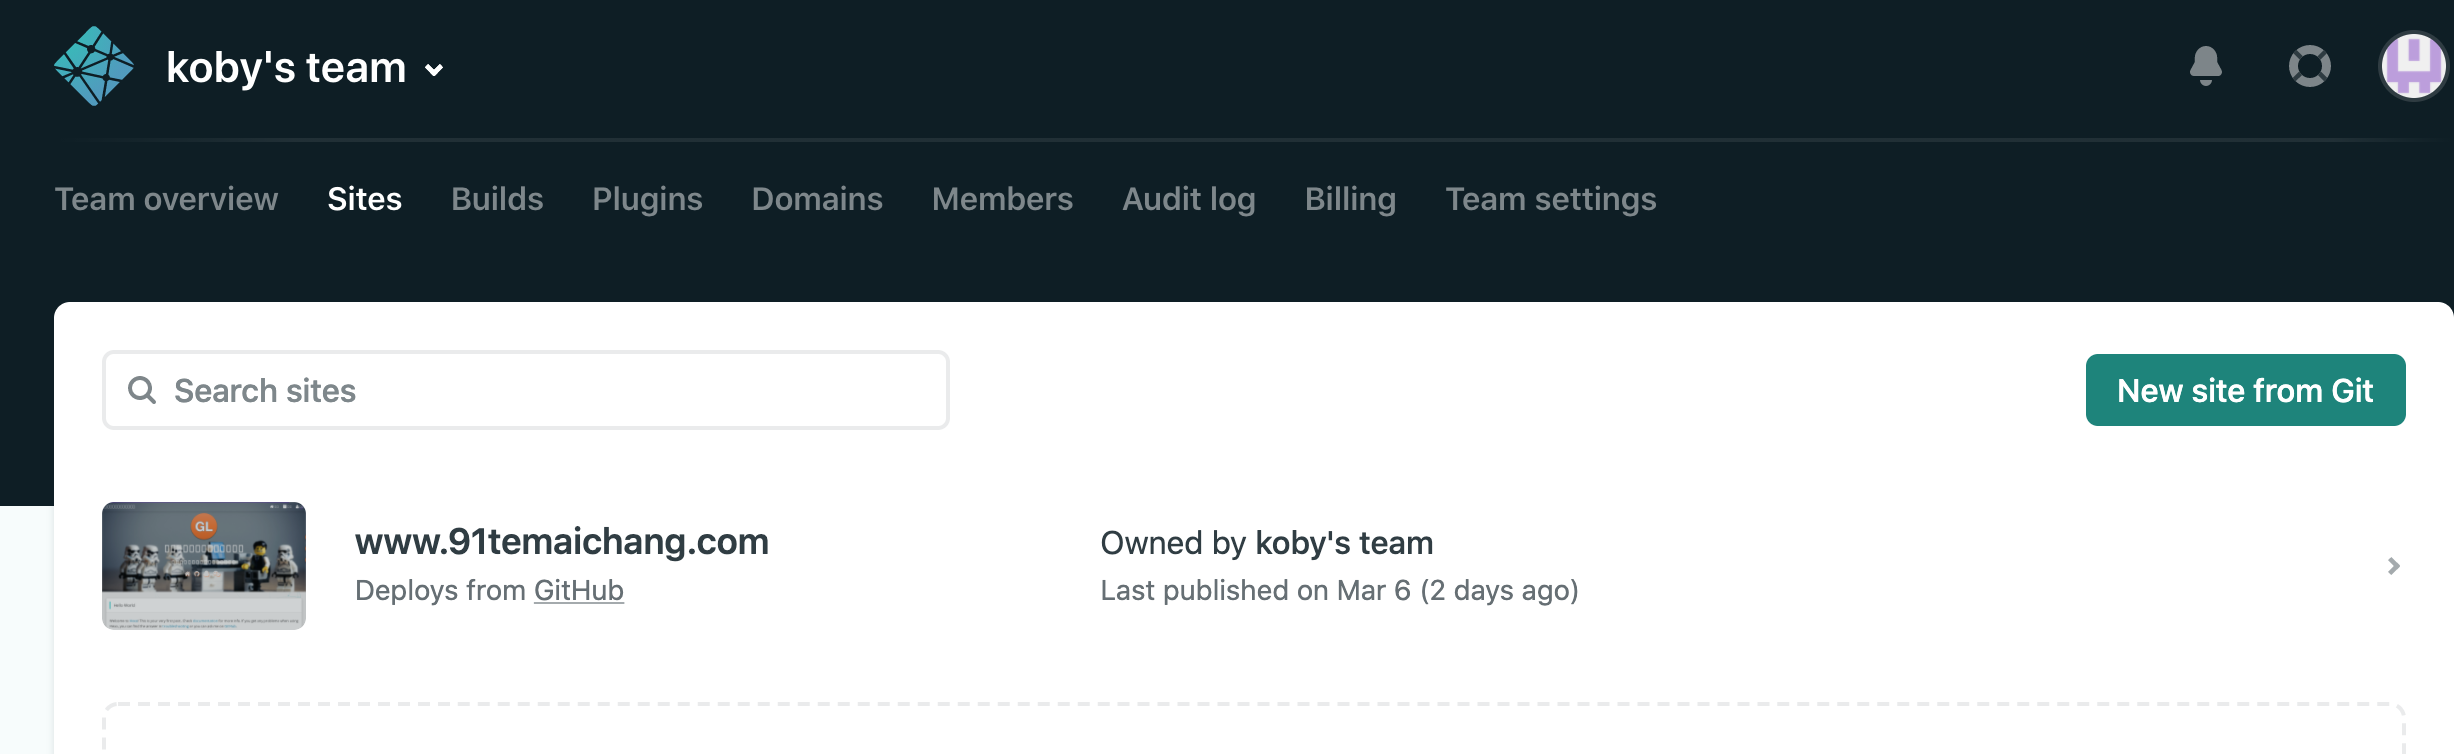 koby's team
Team overview Sites Builds Plugins Domains Members Audit log Billing Team settings
Search sites
New site from Git
GL
www.91temaichang.com
Deploys from GitHub
Owned by koby's team
Last published on Mar 6 (2 days ago)